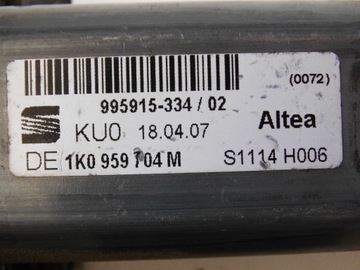 (0072)
995915-334 / 02
KU0 18.04.07 Altea
DE 1K0 959 704 M S1114 H006